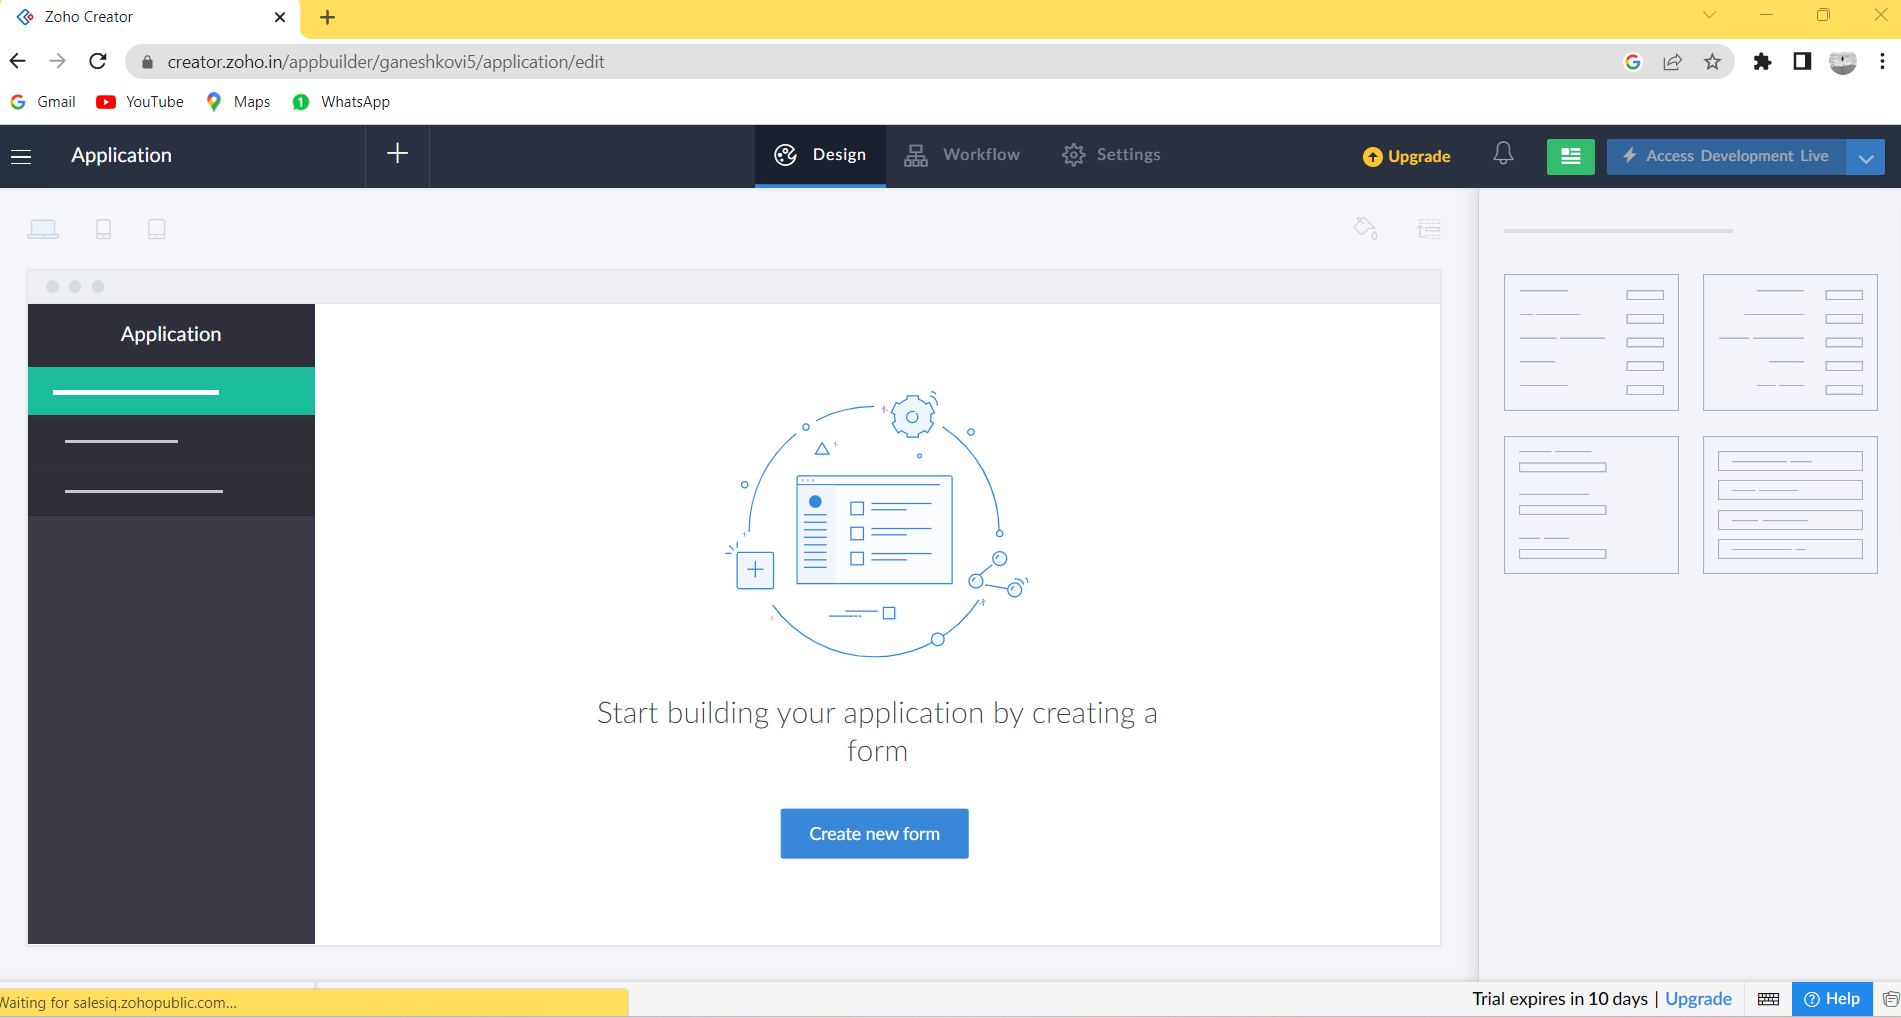 Zoho Creator
creator.zoho.in/appbuilder/ganeshkovi5/application/edit
Gmail YouTube Maps 1 WhatsApp
Application Design Workflow Settings Upgrade Access Development Live
Application
Start building your application by creating a
form
Create new form
Waiting for salesiq.zohopublic.com...
Trial expires in 10 days | Upgrade Help